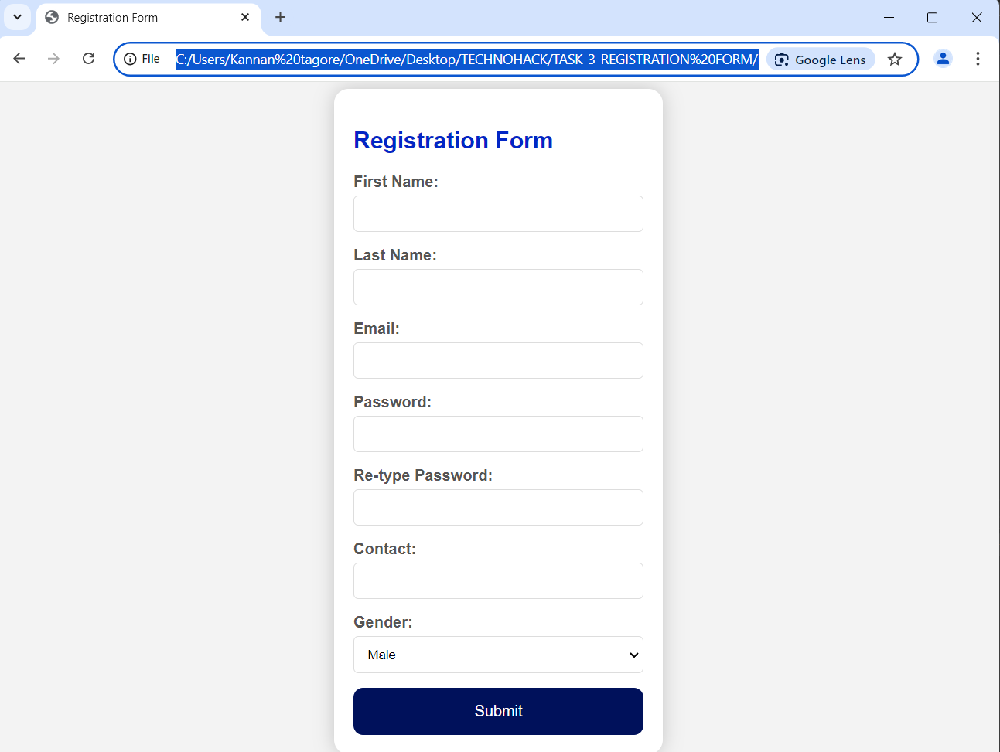 Registration Form
File C:/Users/Kannan%20tagore/OneDrive/Desktop/TECHNOHACK/TASK-3-REGISTRATION%20FORM/ Google Lens
Registration Form
First Name:
Last Name:
Email:
Password:
Re-type Password:
Contact:
Gender:
Male
Submit